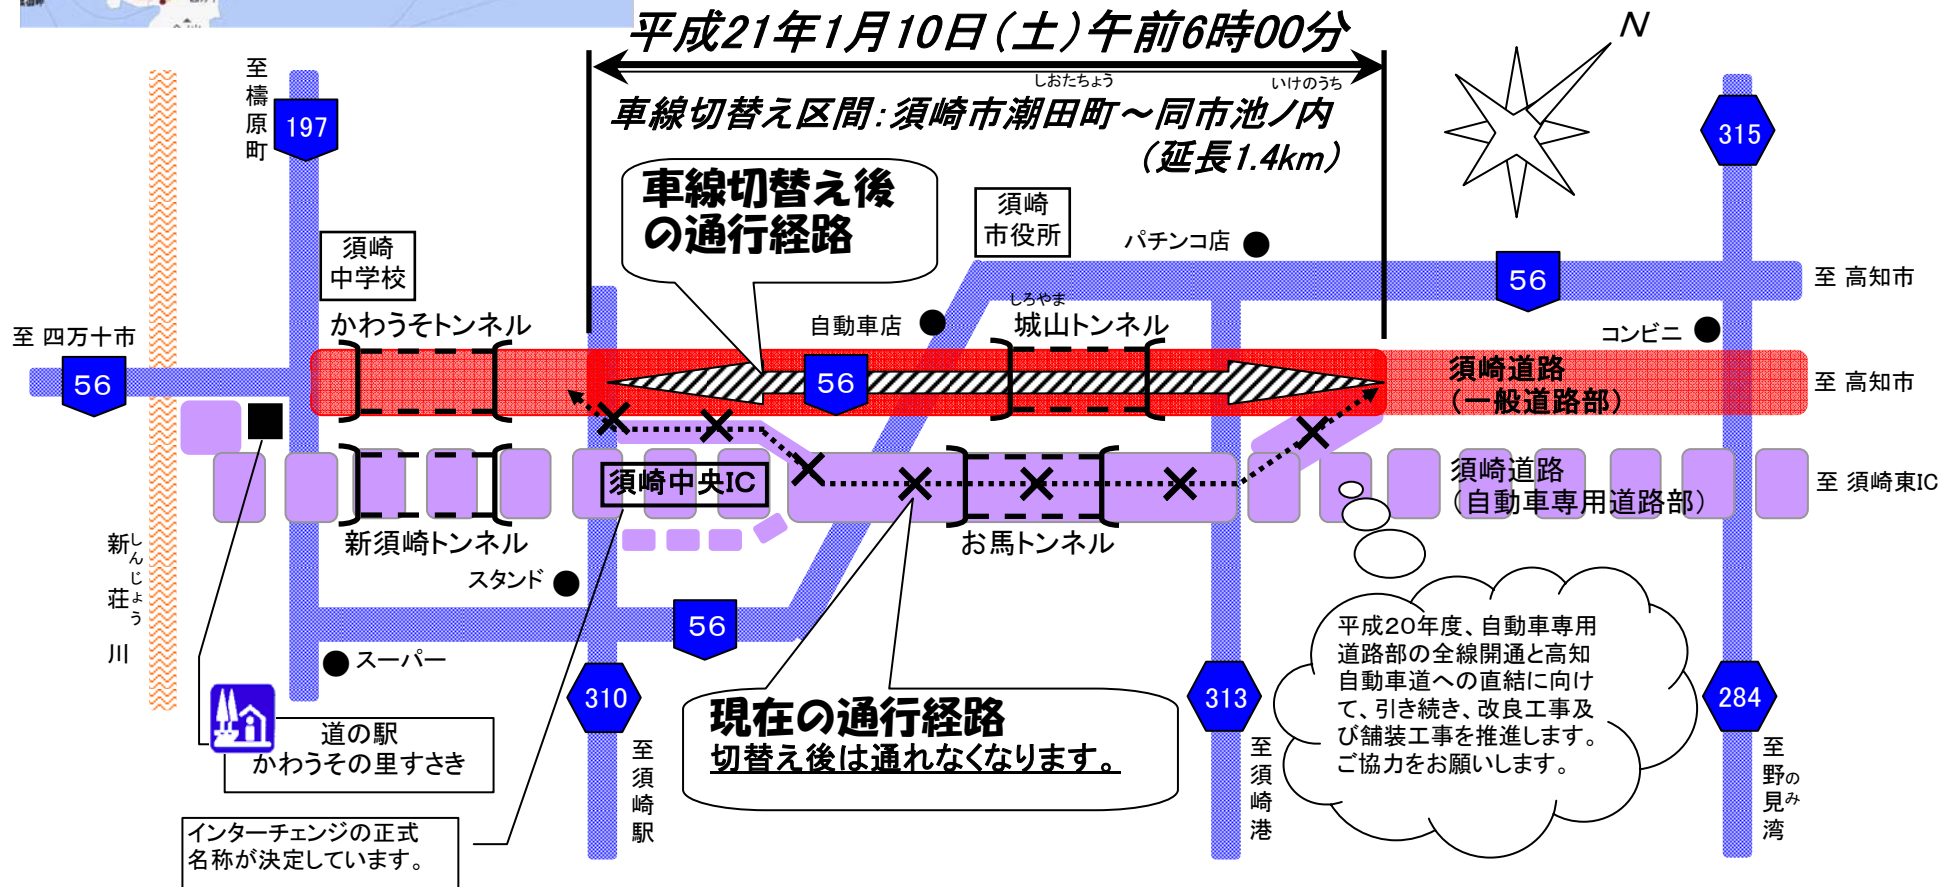 平成21年1月10日（土）午前6時00分
N
しおたちょう
いけのうち
車線切替え区間：須崎市潮田町～同市池ノ内
（延長1.4km）
至檮原町
197
315
車線切替え後
の通行経路
須崎
市役所
パチンコ店
須崎
中学校
56
至 高知市
しろやま
至 四万十市
かわうそトンネル
自動車店
城山トンネル
コンビニ
56
56
須崎道路
（一般道路部）
至 高知市
須崎中央IC
須崎道路
（自動車専用道路部）
至 須崎東IC
新須崎トンネル
お馬トンネル
新荘川
しんじょう
スタンド
56
スーパー
平成20年度、自動車専用
道路部の全線開通と高知
自動車道への直結に向け
て、引き続き、改良工事及
び舗装工事を推進します。
ご協力をお願いします。
310
313
284
現在の通行経路
切替え後は通れなくなります。
道の駅
かわうその里すさき
至須崎駅
至須崎港
至野見湾
のみ
インターチェンジの正式
名称が決定しています。